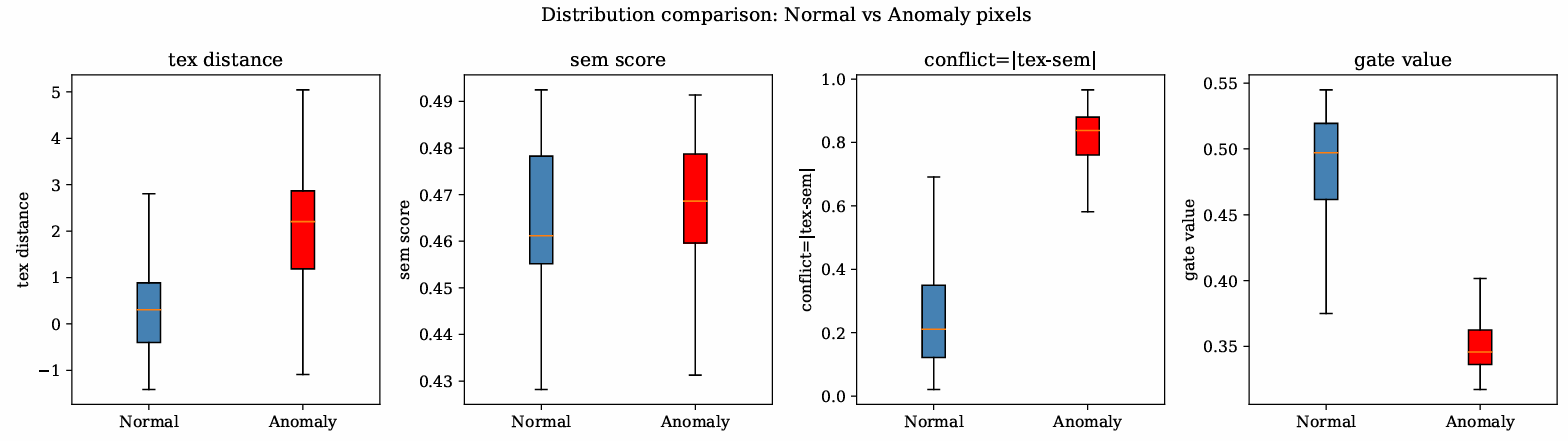 Distribution comparison: Normal vs Anomaly pixels
tex distance
tex distance
5
4
3
2
1
0
−1
Normal
Anomaly
sem score
sem score
0.49
0.48
0.47
0.46
0.45
0.44
0.43
Normal
Anomaly
conflict=|tex-sem|
conflict=|tex-sem|
1.0
0.8
0.6
0.4
0.2
0.0
Normal
Anomaly
gate value
gate value
0.55
0.50
0.45
0.40
0.35
Normal
Anomaly